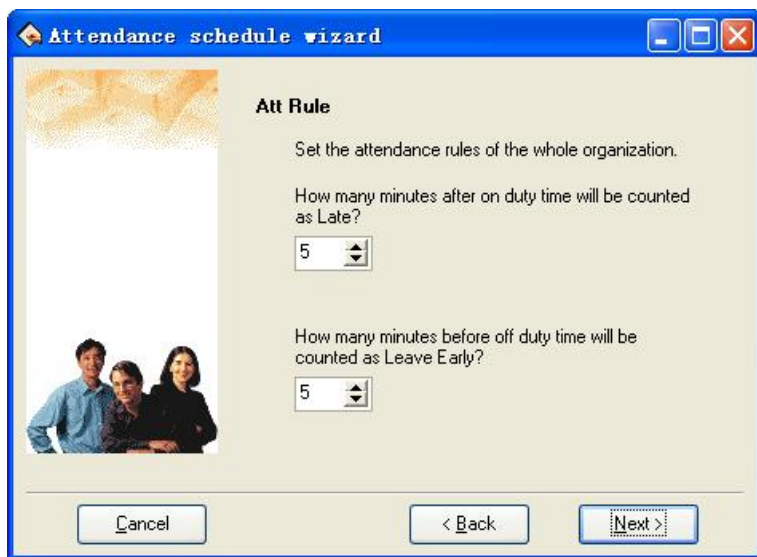 Attendance schedule wizard
Att Rule
Set the attendance rules of the whole organization.
How many minutes after on duty time will be counted
as Late?
5
How many minutes before off duty time will be
counted as Leave Early?
5
Cancel
< Back
Next >